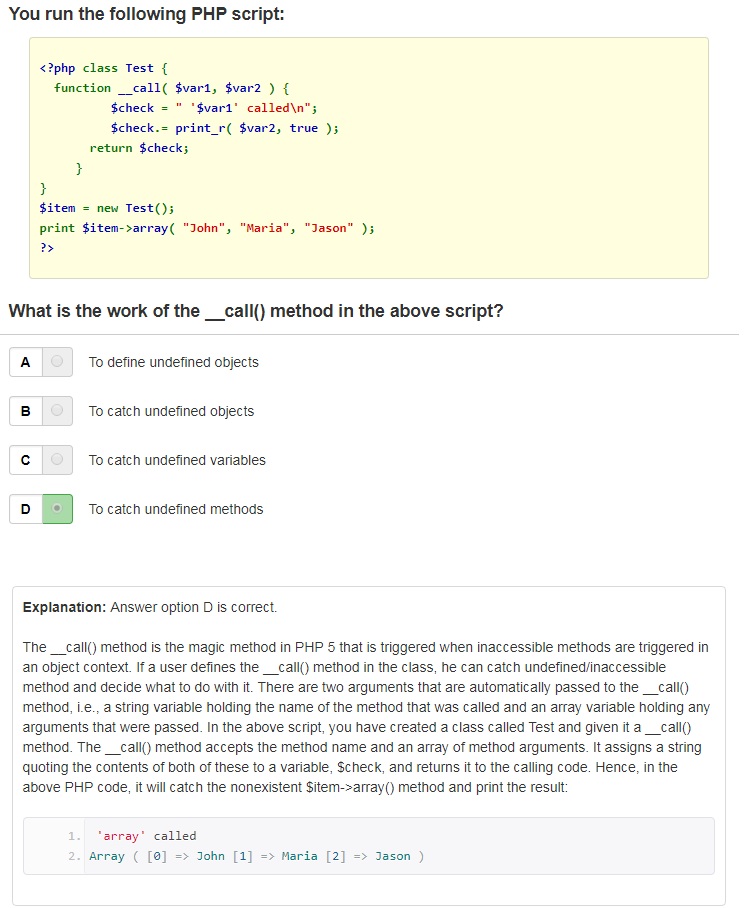 You run the following PHP script:
<?php class Test {
function __call( $var1, $var2 ) {
$check = " '$var1' called\n";
$check.= print_r( $var2, true );
return $check;
}
}
$item = new Test();
print $item->array( "John", "Maria", "Jason" );
?>
What is the work of the __call() method in the above script?
A To define undefined objects
B To catch undefined objects
C To catch undefined variables
D To catch undefined methods
Explanation: Answer option D is correct.
The __call() method is the magic method in PHP 5 that is triggered when inaccessible methods are triggered in
an object context. If a user defines the __call() method in the class, he can catch undefined/inaccessible
method and decide what to do with it. There are two arguments that are automatically passed to the __call()
method, i.e., a string variable holding the name of the method that was called and an array variable holding any
arguments that were passed. In the above script, you have created a class called Test and given it a __call()
method. The __call() method accepts the method name and an array of method arguments. It assigns a string
quoting the contents of both of these to a variable, $check, and returns it to the calling code. Hence, in the
above PHP code, it will catch the nonexistent $item->array() method and print the result:
1. 'array' called
2. Array ( [0] => John [1] => Maria [2] => Jason )